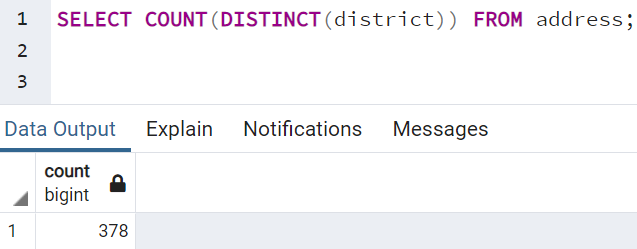 1 SELECT COUNT(DISTINCT(district)) FROM address;
2
3
Data Output Explain Notifications Messages
count
bigint
1 378